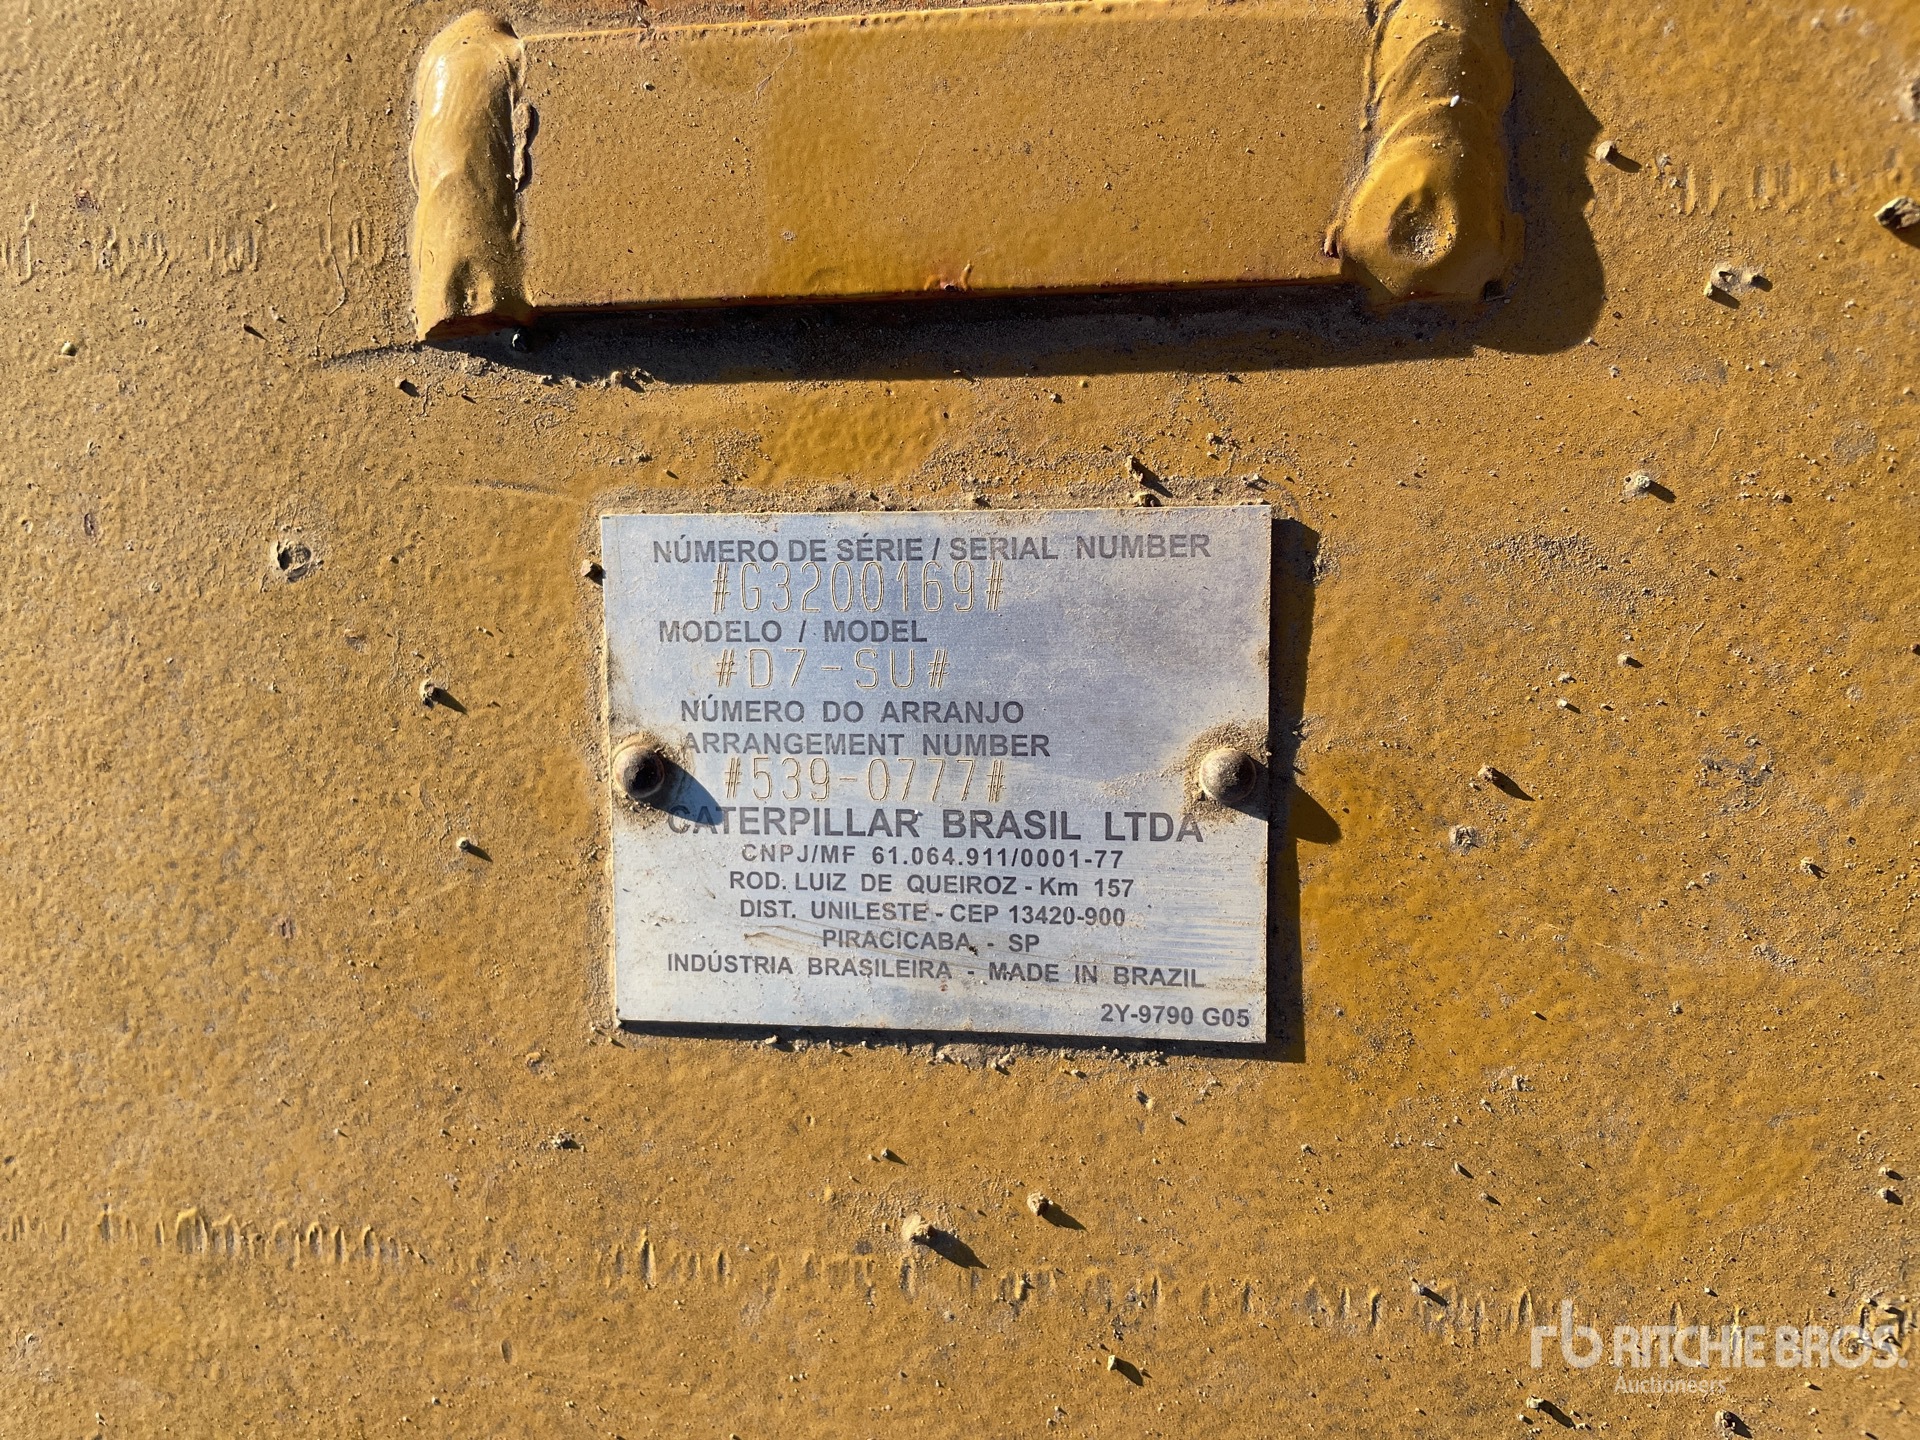 NÚMERO DE SÉRIE / SERIAL NUMBER
#G3200169#
MODELO / MODEL
#D7-SU#
NÚMERO DO ARRANJO
ARRANGEMENT NUMBER
#539-0777#
CATERPILLAR BRASIL LTDA
CNPJ/MF 61.064.911/0001-77
ROD. LUIZ DE QUEIROZ - Km 157
DIST. UNILESTE - CEP 13420-900
PIRACICABA - SP
INDÚSTRIA BRASILEIRA - MADE IN BRAZIL
2Y-9790 G05
rb RITCHIE BROS.
Auctioneers